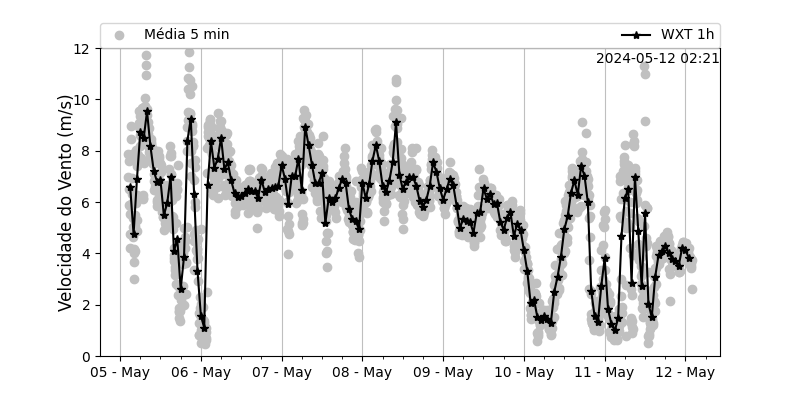 Média 5 min
WXT 1h
2024-05-12 02:21
Velocidade do Vento (m/s)
12
10
8
6
4
2
0
05 - May
06 - May
07 - May
08 - May
09 - May
10 - May
11 - May
12 - May